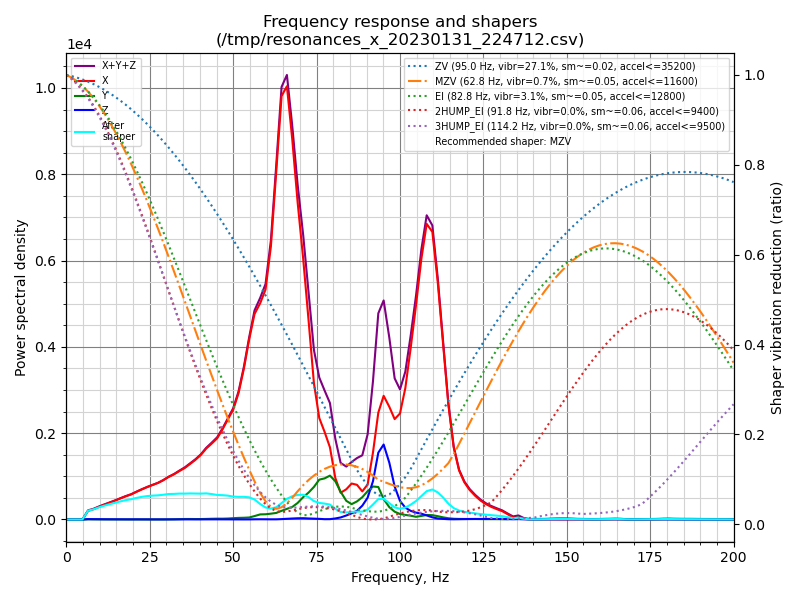 Frequency response and shapers
(/tmp/resonances_x_20230131_224712.csv)
1e4
X+Y+Z
X
Y
Z
After
shaper
ZV (95.0 Hz, vibr=27.1%, sm~=0.02, accel<=35200)
MZV (62.8 Hz, vibr=0.7%, sm~=0.05, accel<=11600)
EI (82.8 Hz, vibr=3.1%, sm~=0.05, accel<=12800)
2HUMP_EI (91.8 Hz, vibr=0.0%, sm~=0.06, accel<=9400)
3HUMP_EI (114.2 Hz, vibr=0.0%, sm~=0.06, accel<=9500)
Recommended shaper: MZV
Power spectral density
1.0
0.8
0.6
0.4
0.2
0.0
1.0
0.8
0.6
0.4
0.2
0.0
Shaper vibration reduction (ratio)
0 25 50 75 100 125 150 175 200
Frequency, Hz